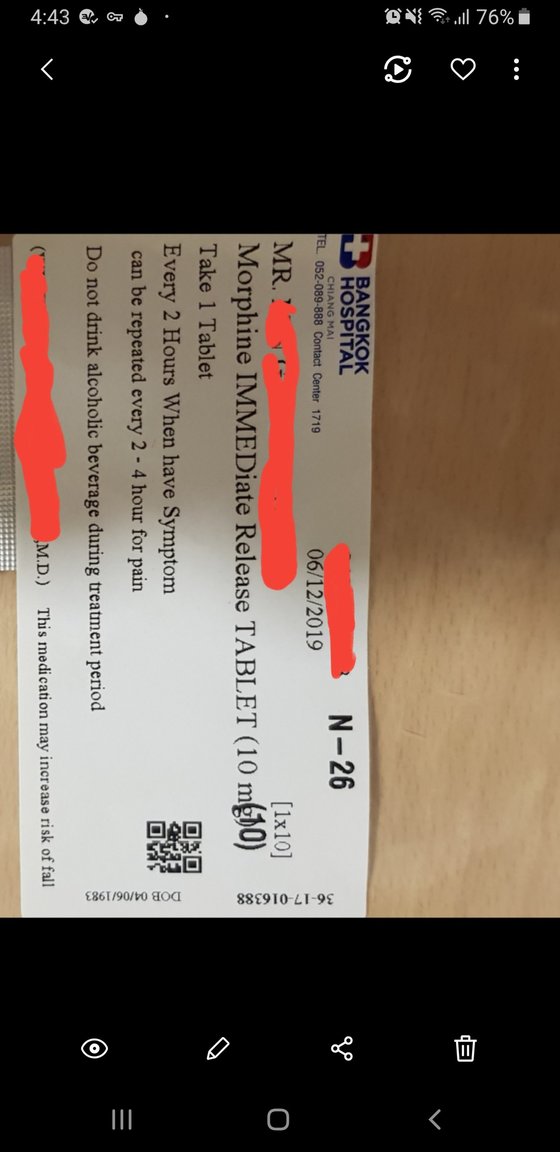 4:43
76%
BANGKOK
HOSPITAL
CHIANG MAI
TEL. 052-089-888 Contact Center 1719
N-26
06/12/2019
MR.
[1x10]
Morphine IMMEDiate Release TABLET (10 mg)
(10)
Take 1 Tablet
Every 2 Hours When have Symptom
can be repeated every 2 - 4 hour for pain
Do not drink alcoholic beverage during treatment period
,M.D.) This medication may increase risk of fall
36-17-016388
DOB 04/06/1983